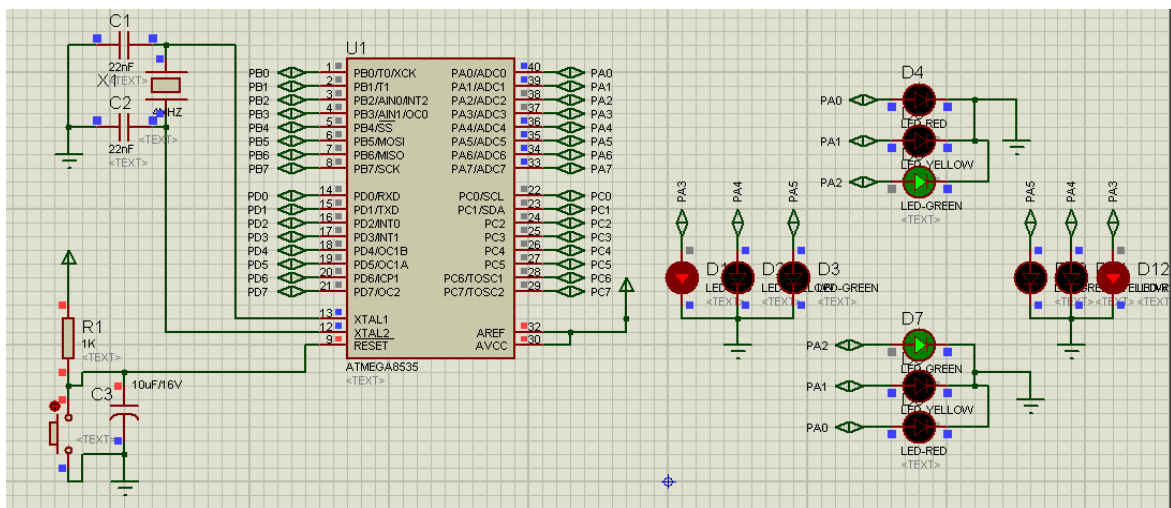 C1
22nF
X1
<TEXT>
C2
22nF
<TEXT>
U1
PB0 1 PB0/T0/XCK PA0/ADC0 40 PA0
PB1 2 PB1/T1 PA1/ADC1 39 PA1
PB2 3 PB2/AIN0/INT2 PA2/ADC2 38 PA2
PB3 4 PB3/AIN1/OC0 PA3/ADC3 37 PA3
PB4 5 PB4/SS PA4/ADC4 36 PA4
PB5 6 PB5/MOSI PA5/ADC5 35 PA5
PB6 7 PB6/MISO PA6/ADC6 34 PA6
PB7 8 PB7/SCK PA7/ADC7 33 PA7
PD0 14 PD0/RXD PC0/SCL 22 PC0
PD1 15 PD1/TXD PC1/SDA 23 PC1
PD2 16 PD2/INT0 PC2 24 PC2
PD3 17 PD3/INT1 PC3 25 PC3
PD4 18 PD4/OC1B PC4 26 PC4
PD5 19 PD5/OC1A PC5 27 PC5
PD6 20 PD6/ICP1 PC6/TOSC1 28 PC6
PD7 21 PD7/OC2 PC7/TOSC2 29 PC7
13 XTAL1
12 XTAL2 AREF 32
9 RESET AVCC 30
ATMEGA8535
<TEXT>
R1
1K
<TEXT>
C3
10uF/16V
<TEXT>
D4
PA0
LED-RED
PA1
LED-YELLOW
PA2
LED-GREEN
<TEXT>
PA3 PA4 PA5
D3
<TEXT>
PA5 PA4 PA3
D12
<TEXT>
D7
PA2
LED-GREEN
PA1
LED-YELLOW
PA0
LED-RED
<TEXT>